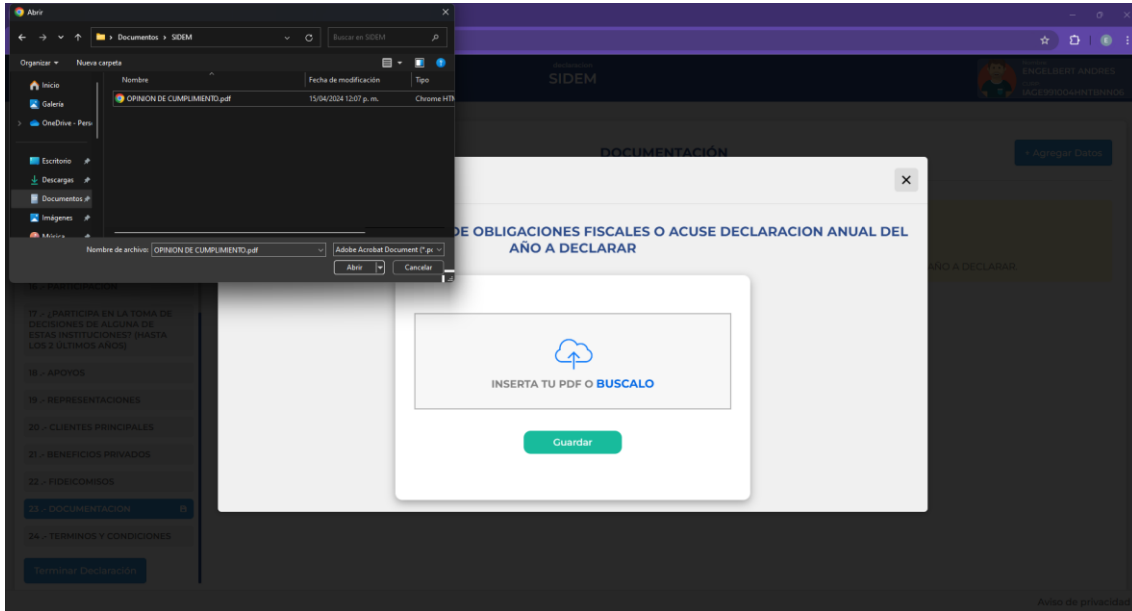 Abrir
Documentos > SIDEM
Buscar en SIDEM
Organizar
Nueva carpeta
Inicio
Galería
OneDrive - Pers
Escritorio
Descargas
Documentos
Imágenes
Música
Nombre
Fecha de modificación
Tipo
OPINION DE CUMPLIMIENTO.pdf
15/04/2024 12:07 p. m.
Chrome HTM
Nombre de archivo:
OPINION DE CUMPLIMIENTO.pdf
Adobe Acrobat Document (*.pc
Abrir
Cancelar
SIDEM
ENGELBERT ANDRES
DOCUMENTACIÓN
+ Agregar Datos
DE OBLIGACIONES FISCALES O ACUSE DECLARACION ANUAL DEL
AÑO A DECLARAR
AÑO A DECLARAR
INSERTA TU PDF O BUSCALO
Guardar
16 .- PARTICIPACIÓN
17 .- ¿PARTICIPA EN LA TOMA DE
DECISIONES DE ALGUNA DE
ESTAS INSTITUCIONES? (HASTA
LOS 2 ULTIMOS AÑOS)
18 .- APOYOS
19 .- REPRESENTACIONES
20 .- CLIENTES PRINCIPALES
21 .- BENEFICIOS PRIVADOS
22 .- FIDEICOMISOS
23 .- DOCUMENTACIÓN
24 .- TERMINOS Y CONDICIONES
Terminar Declaración
Aviso de privacidad